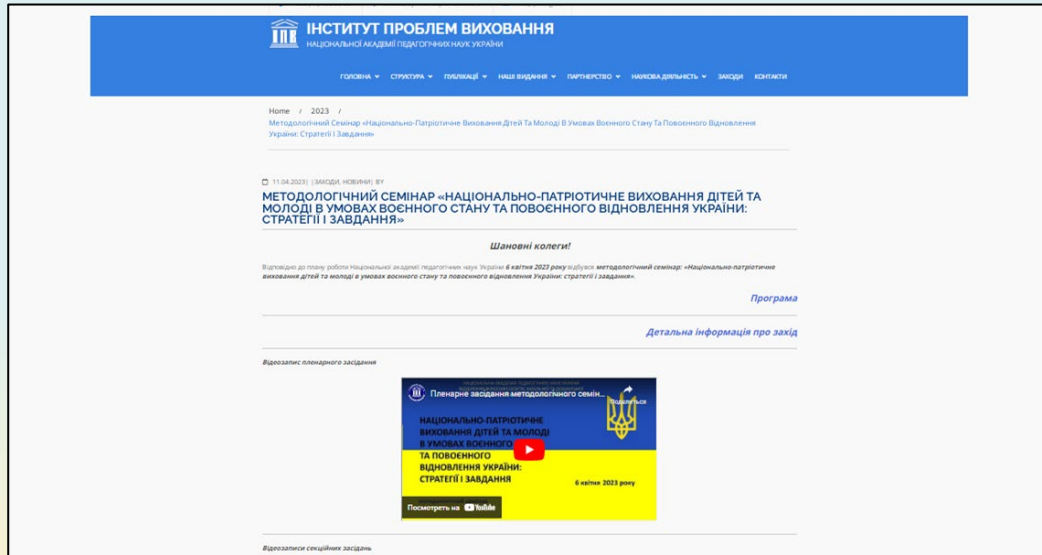 ІНСТИТУТ ПРОБЛЕМ ВИХОВАННЯ
НАЦІОНАЛЬНОЇ АКАДЕМІЇ ПЕДАГОГІЧНИХ НАУК УКРАЇНИ
ГОЛОВНА СТРУКТУРА ПУБЛІКАЦІЇ НАШІ ВИДАННЯ ПАРТНЕРСТВО НАУКОВА ДІЯЛЬНІСТЬ ЗАХОДИ КОНТАКТИ
Home / 2023 /
Методологічний Семінар «Національно-Патріотичне Виховання Дітей Та Молоді В Умовах Воєнного Стану Та Повоєнного Відновлення
України: Стратегії І Завдання»
11.04.2023| |ЗАХОДИ, НОВИНИ| BY
МЕТОДОЛОГІЧНИЙ СЕМІНАР «НАЦІОНАЛЬНО-ПАТРІОТИЧНЕ ВИХОВАННЯ ДІТЕЙ ТА
МОЛОДІ В УМОВАХ ВОЄННОГО СТАНУ ТА ПОВОЄННОГО ВІДНОВЛЕННЯ УКРАЇНИ:
СТРАТЕГІЇ І ЗАВДАННЯ»
Шановні колеги!
Відповідно до плану роботи Національної академії педагогічних наук України 6 квітня 2023 року відбувся методологічний семінар: «Національно-патріотичне
виховання дітей та молоді в умовах воєнного стану та повоєнного відновлення України: стратегії і завдання».
Програма
Детальна інформація про захід
Відеозапис пленарного засідання
Пленарне засідання методологічного семін...
Поделиться
НАЦІОНАЛЬНО-ПАТРІОТИЧНЕ
ВИХОВАННЯ ДІТЕЙ ТА МОЛОДІ
В УМОВАХ ВОЄННОГО
ТА ПОВОЄННОГО
ВІДНОВЛЕННЯ УКРАЇНИ:
СТРАТЕГІЇ І ЗАВДАННЯ
6 квітня 2023 року
Посмотреть на YouTube
Відеозаписи секційних засідань